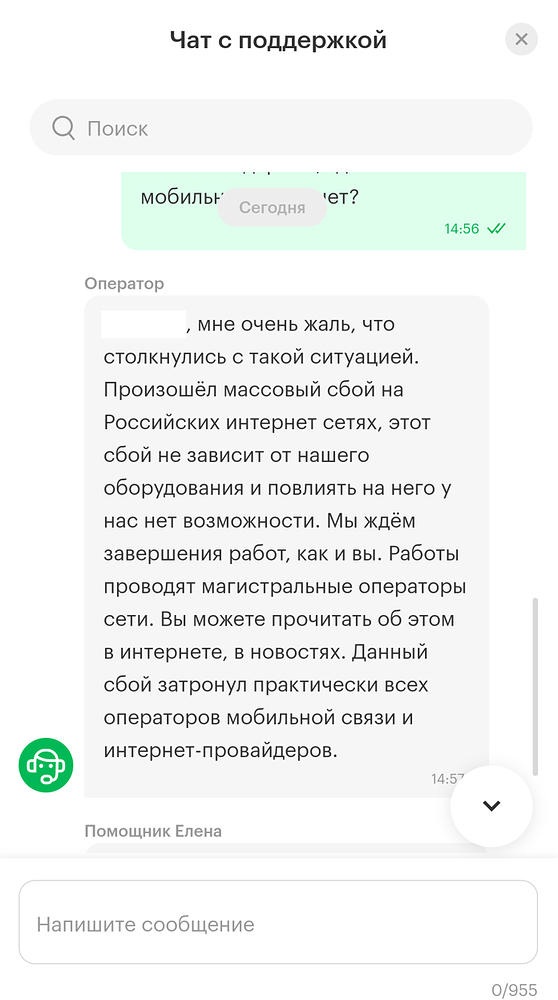 Чат с поддержкой
Поиск
мобильн
ет?
Сегодня
14:56
Оператор
, мне очень жаль, что
столкнулись с такой ситуацией.
Произошёл массовый сбой на
Российских интернет сетях, этот
сбой не зависит от нашего
оборудования и повлиять на него у
нас нет возможности. Мы ждём
завершения работ, как и вы. Работы
проводят магистральные операторы
сети. Вы можете прочитать об этом
в интернете, в новостях. Данный
сбой затронул практически всех
операторов мобильной связи и
интернет-провайдеров.
14:57
Помощник Елена
Напишите сообщение
0/955